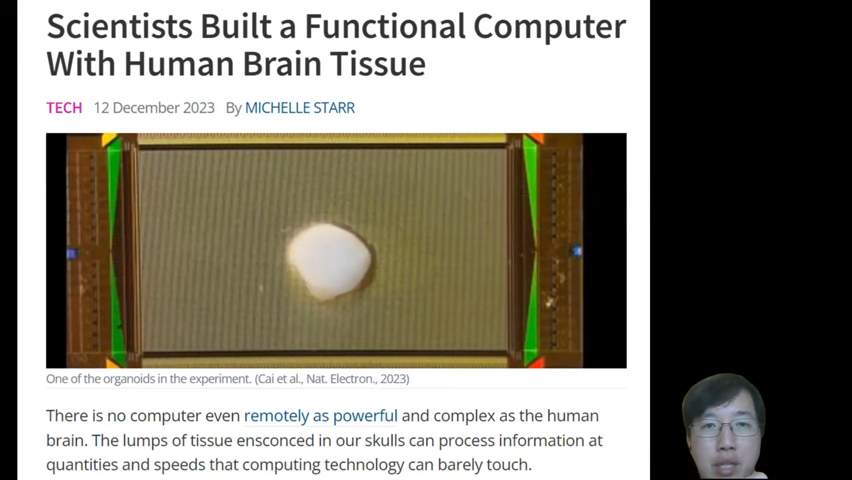 Scientists Built a Functional Computer
With Human Brain Tissue
TECH 12 December 2023 By MICHELLE STARR
One of the organoids in the experiment. (Cai et al., Nat. Electron., 2023)
There is no computer even remotely as powerful and complex as the human
brain. The lumps of tissue ensconced in our skulls can process information at
quantities and speeds that computing technology can barely touch.